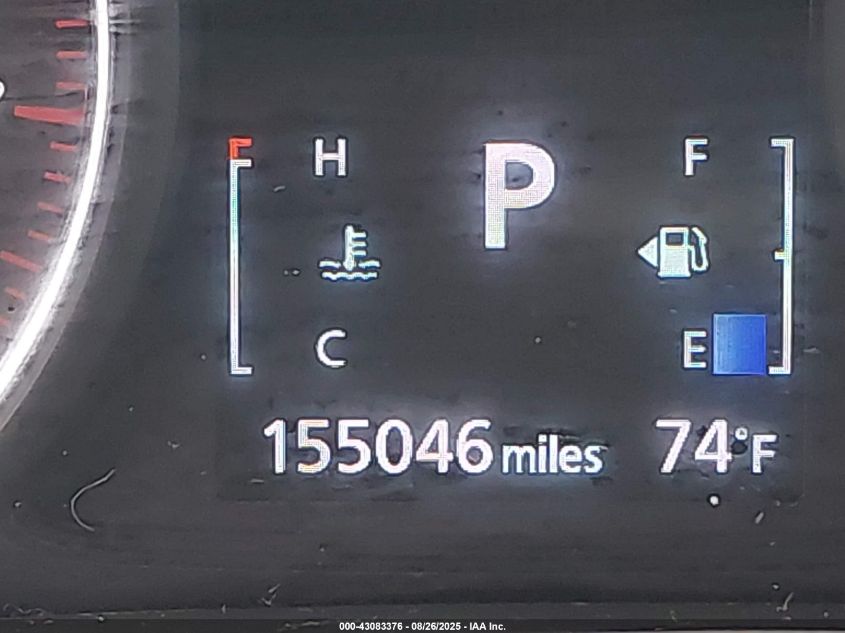 H P F
C E
155046 miles 74°F
000-43083376 - 08/26/2025 - IAA Inc.